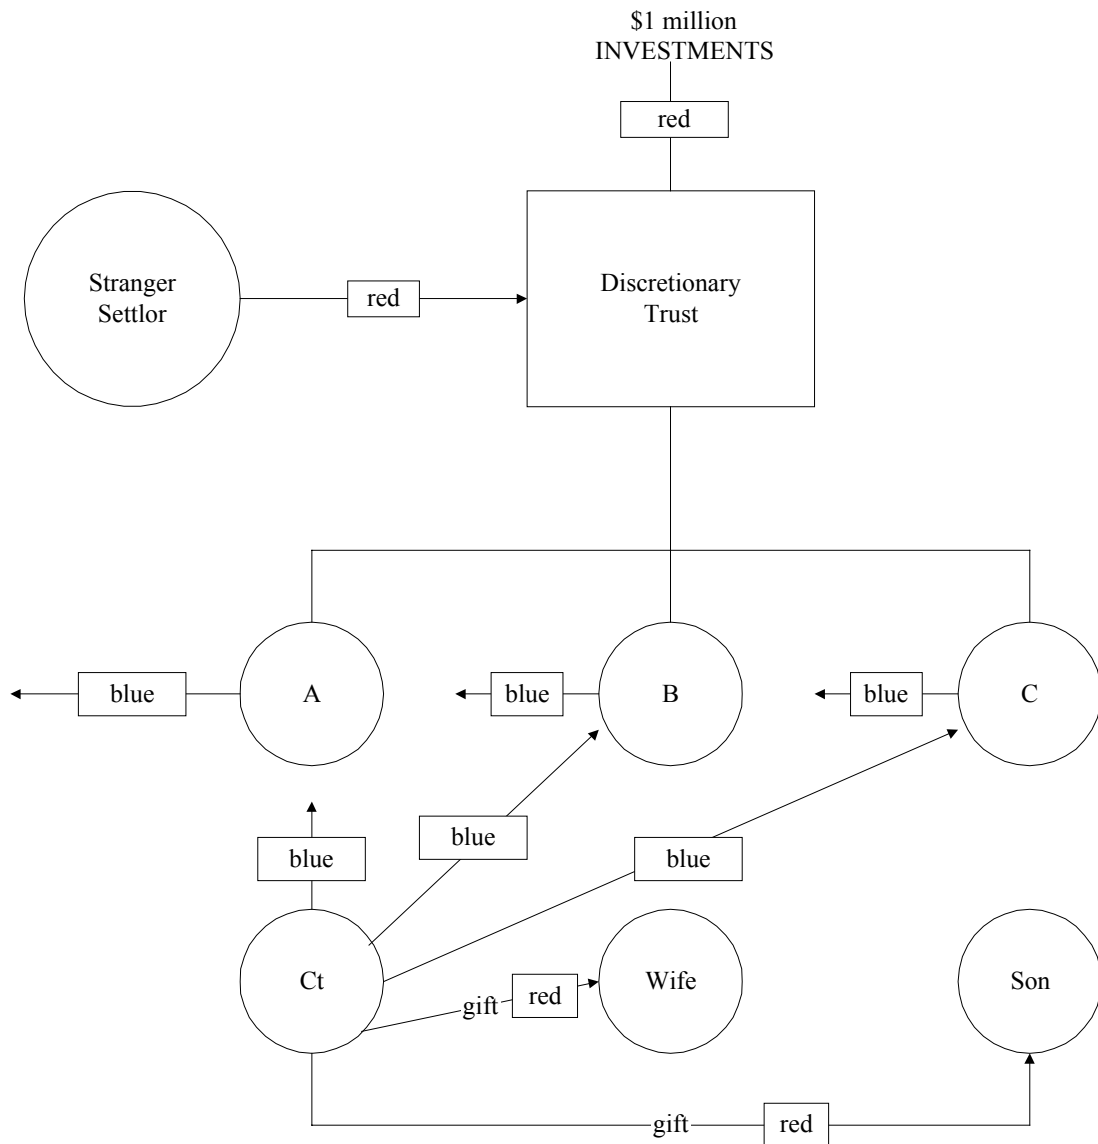 $1 million
INVESTMENTS
red
Stranger
Settlor
red
Discretionary
Trust
blue
A
blue
B
blue
C
blue
blue
blue
Ct
gift
red
Wife
Son
gift
red